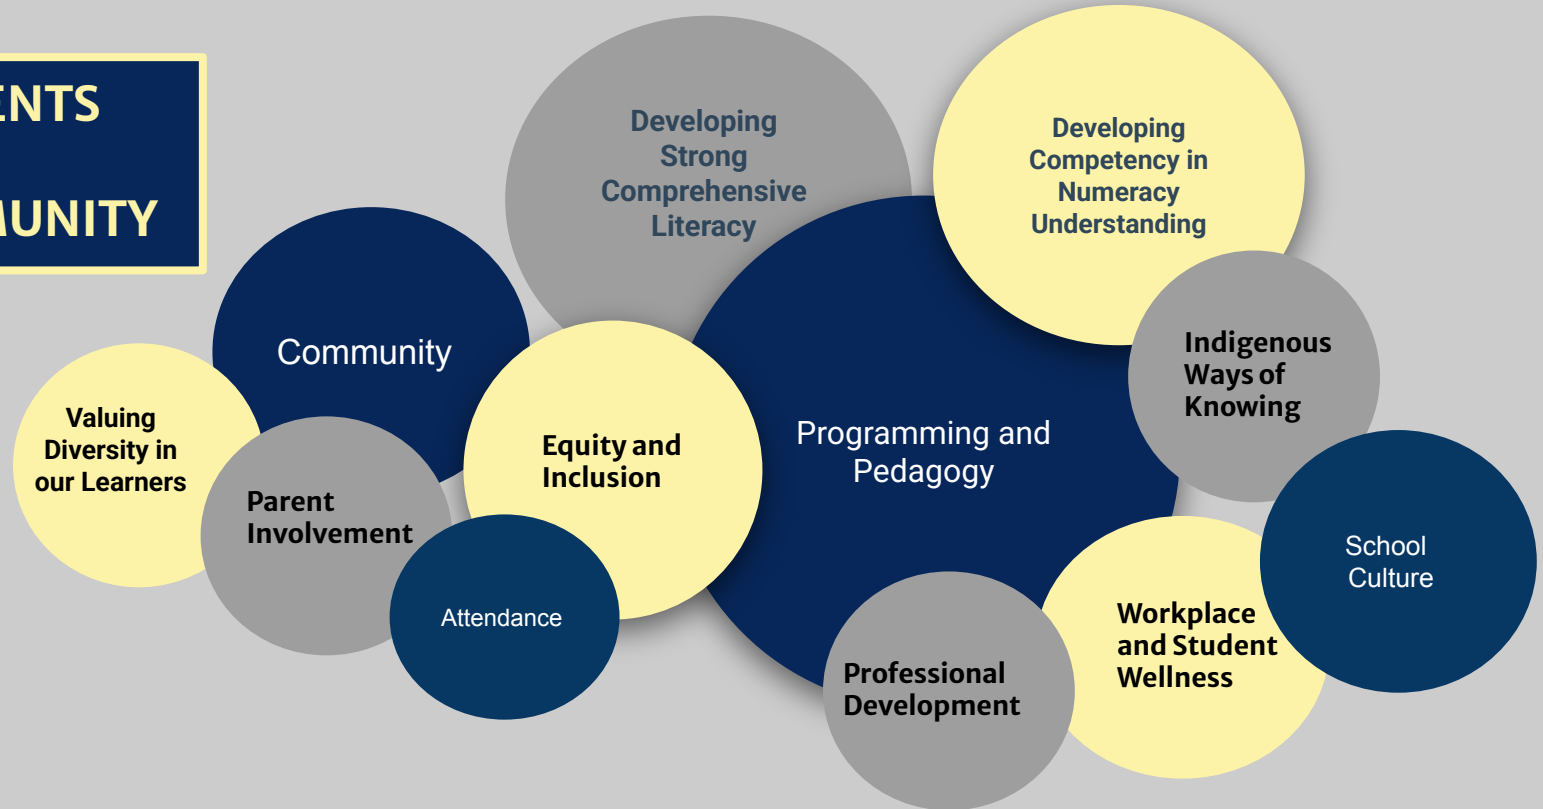 ENTS
MUNITY
Developing
Strong
Comprehensive
Literacy
Developing
Competency in
Numeracy
Understanding
Community
Valuing
Diversity in
our Learners
Parent
Involvement
Equity and
Inclusion
Attendance
Programming and
Pedagogy
Indigenous
Ways of
Knowing
School
Culture
Workplace
and Student
Wellness
Professional
Development